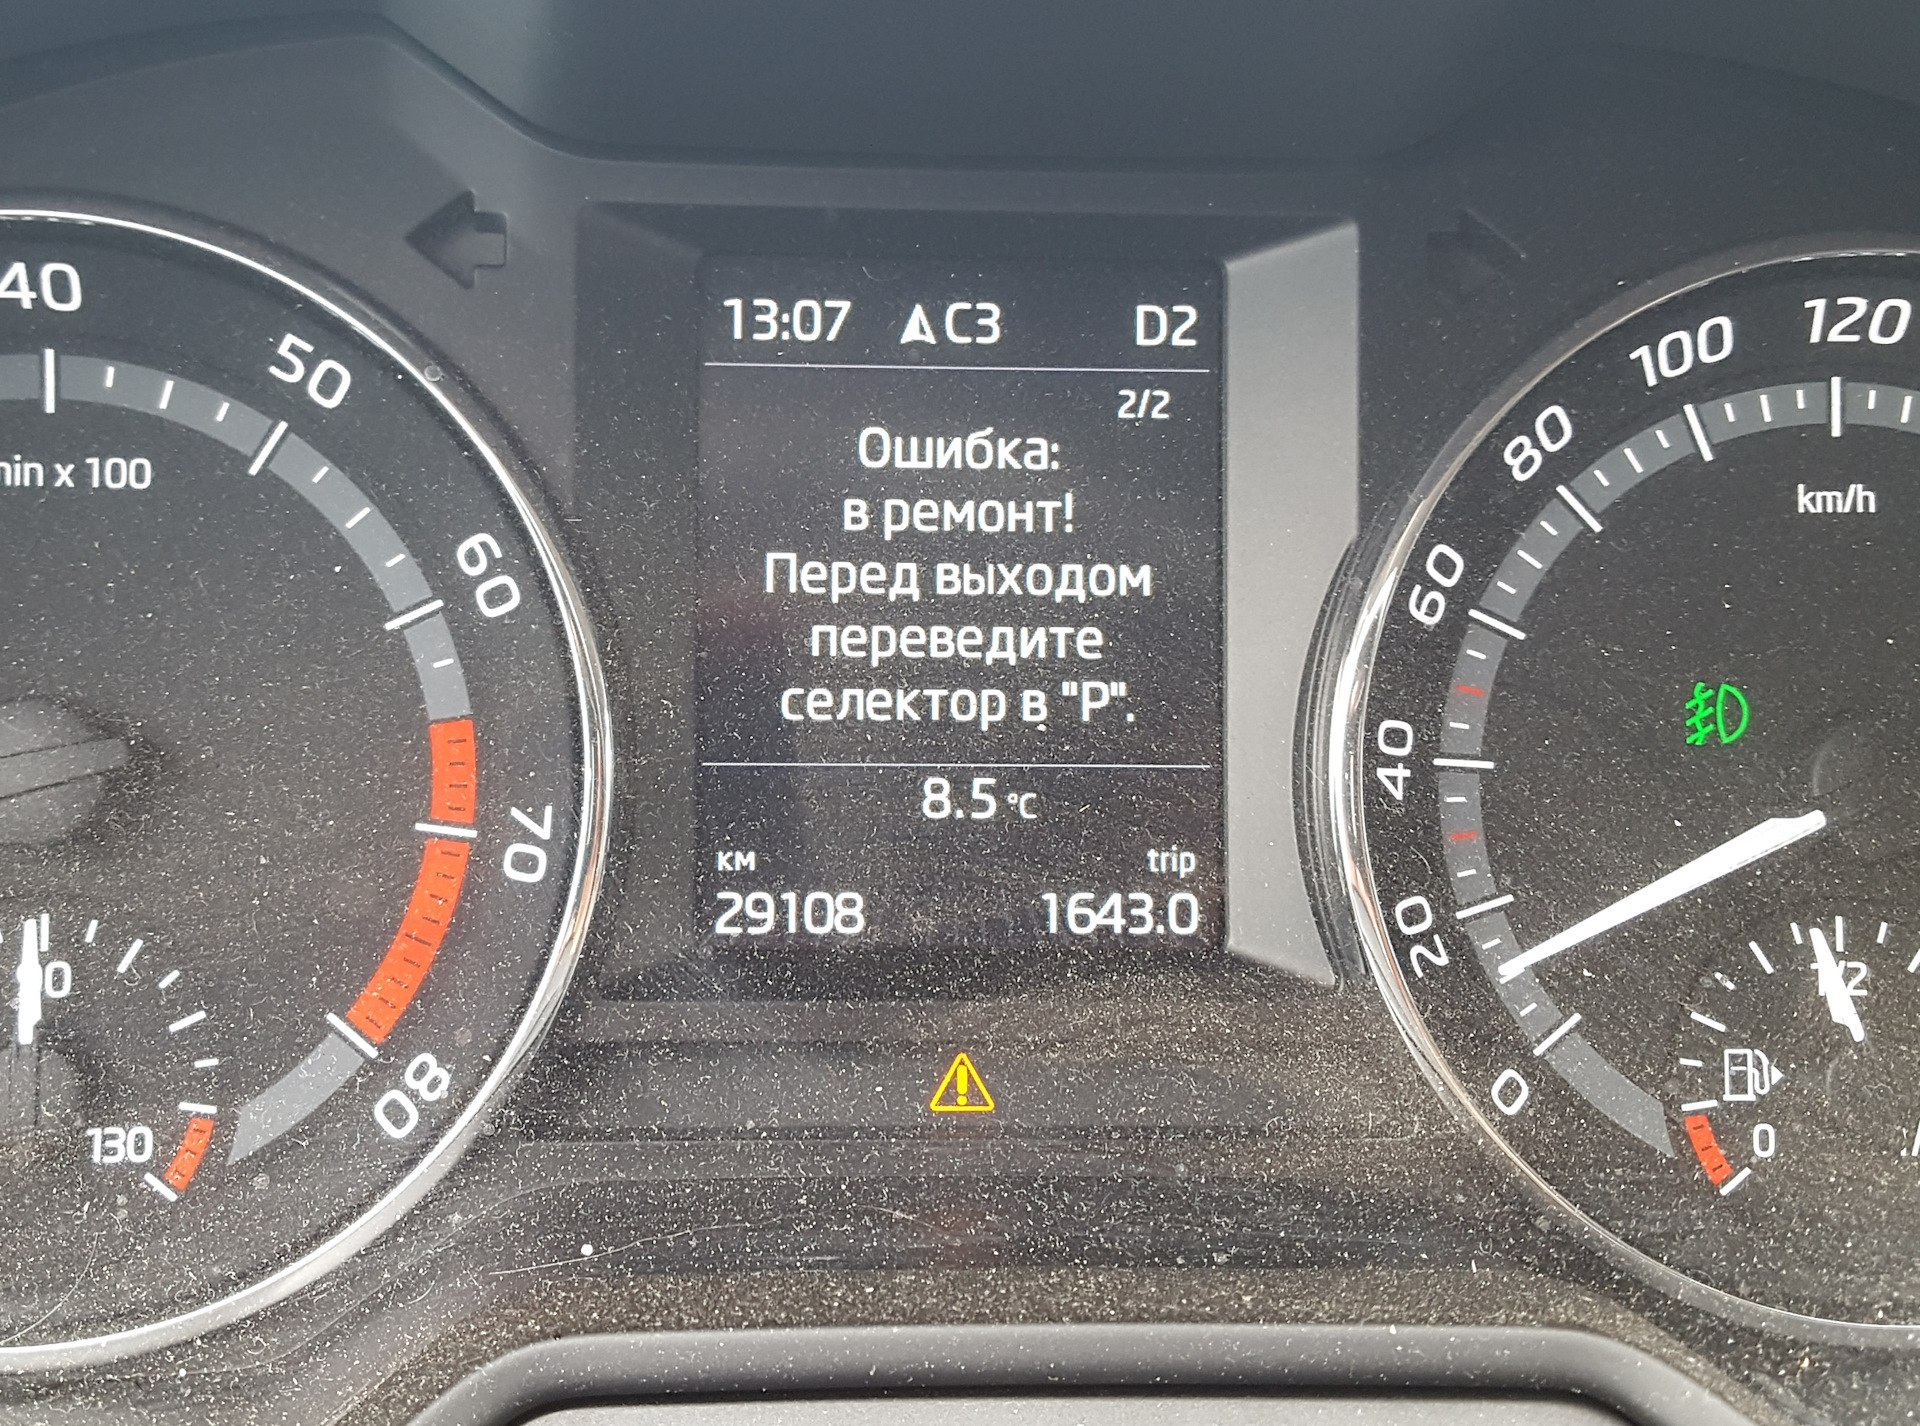 40
50
60
70
80
min x 100
130
13:07 C3 D2
2/2
Ошибка:
в ремонт!
Перед выходом
переведите
селектор в "P".
8.5 °C
км trip
29108 1643.0
120
100
80
60
40
20
0
km/h
1/2
0